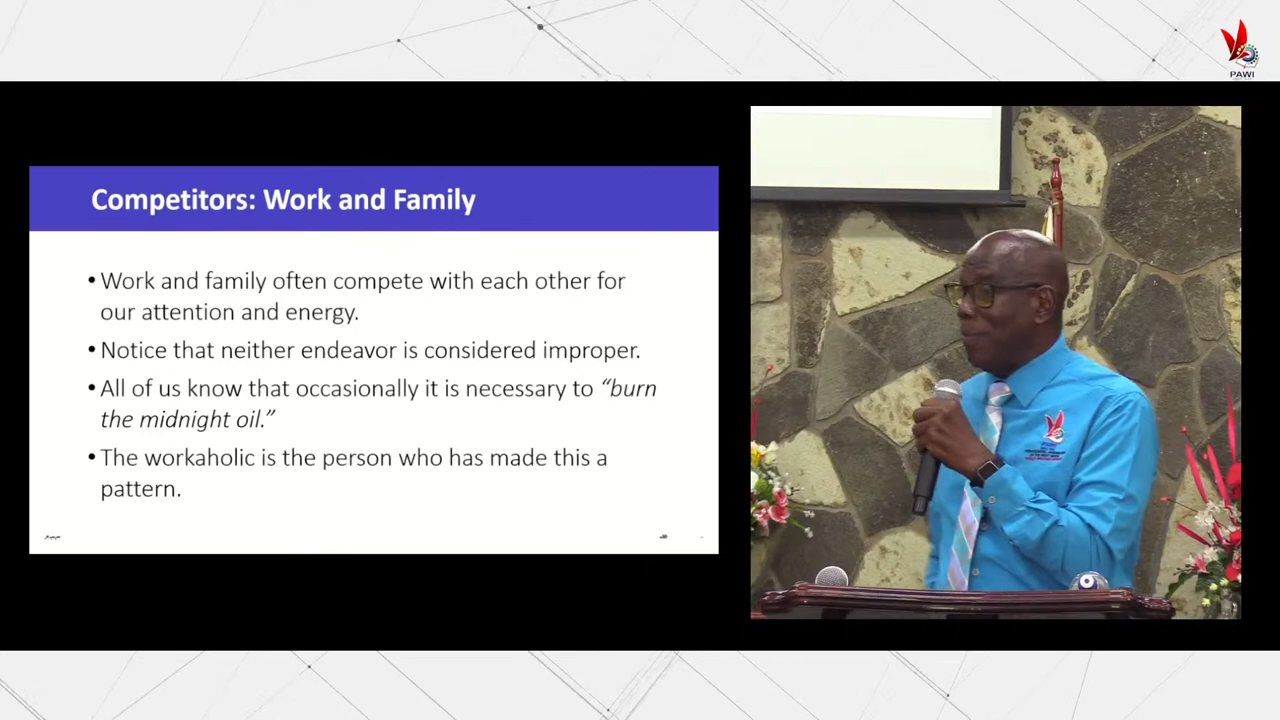 PAWI
Competitors: Work and Family
• Work and family often compete with each other for
our attention and energy.
• Notice that neither endeavor is considered improper.
• All of us know that occasionally it is necessary to “burn
the midnight oil.”
• The workaholic is the person who has made this a
pattern.